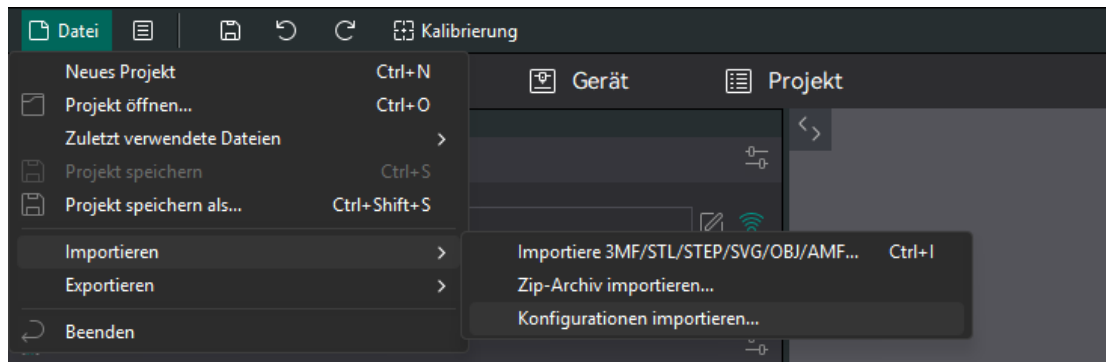 Datei Kalibrierung
Neues Projekt Ctrl+N
Gerät Projekt
Projekt öffnen... Ctrl+O
Zuletzt verwendete Dateien
Projekt speichern Ctrl+S
Projekt speichern als... Ctrl+Shift+S
Importieren
Importiere 3MF/STL/STEP/SVG/OBJ/AMF... Ctrl+I
Exportieren
Zip-Archiv importieren...
Konfigurationen importieren...
Beenden